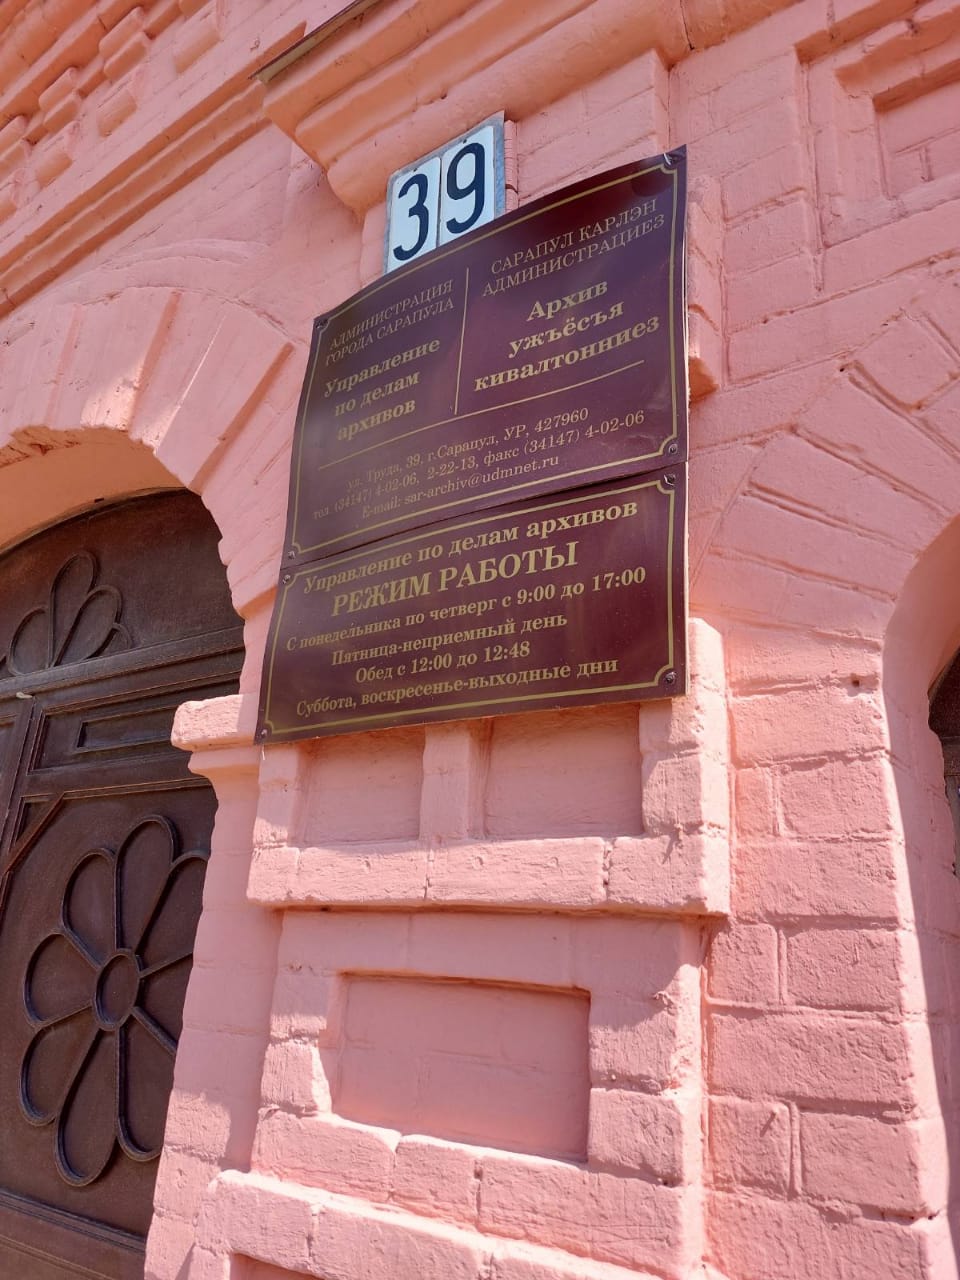 39
АДМИНИСТРАЦИЯ
ГОРОДА САРАПУЛА
Управление
по делам
архивов
САРАПУЛ КАРЛЭН
АДМИНИСТРАЦИЕЗ
Архив
ужъёсъя
кивалтонниез
ул. Труда, 39, г.Сарапул, УР, 427960
тел. (34147) 4-02-06, 2-22-13, факс (34147) 4-02-06
E-mail: sar-archiv@udmnet.ru
Управление по делам архивов
РЕЖИМ РАБОТЫ
С понедельника по четверг с 9:00 до 17:00
Пятница-неприемный день
Обед с 12:00 до 12:48
Суббота, воскресенье-выходные дни